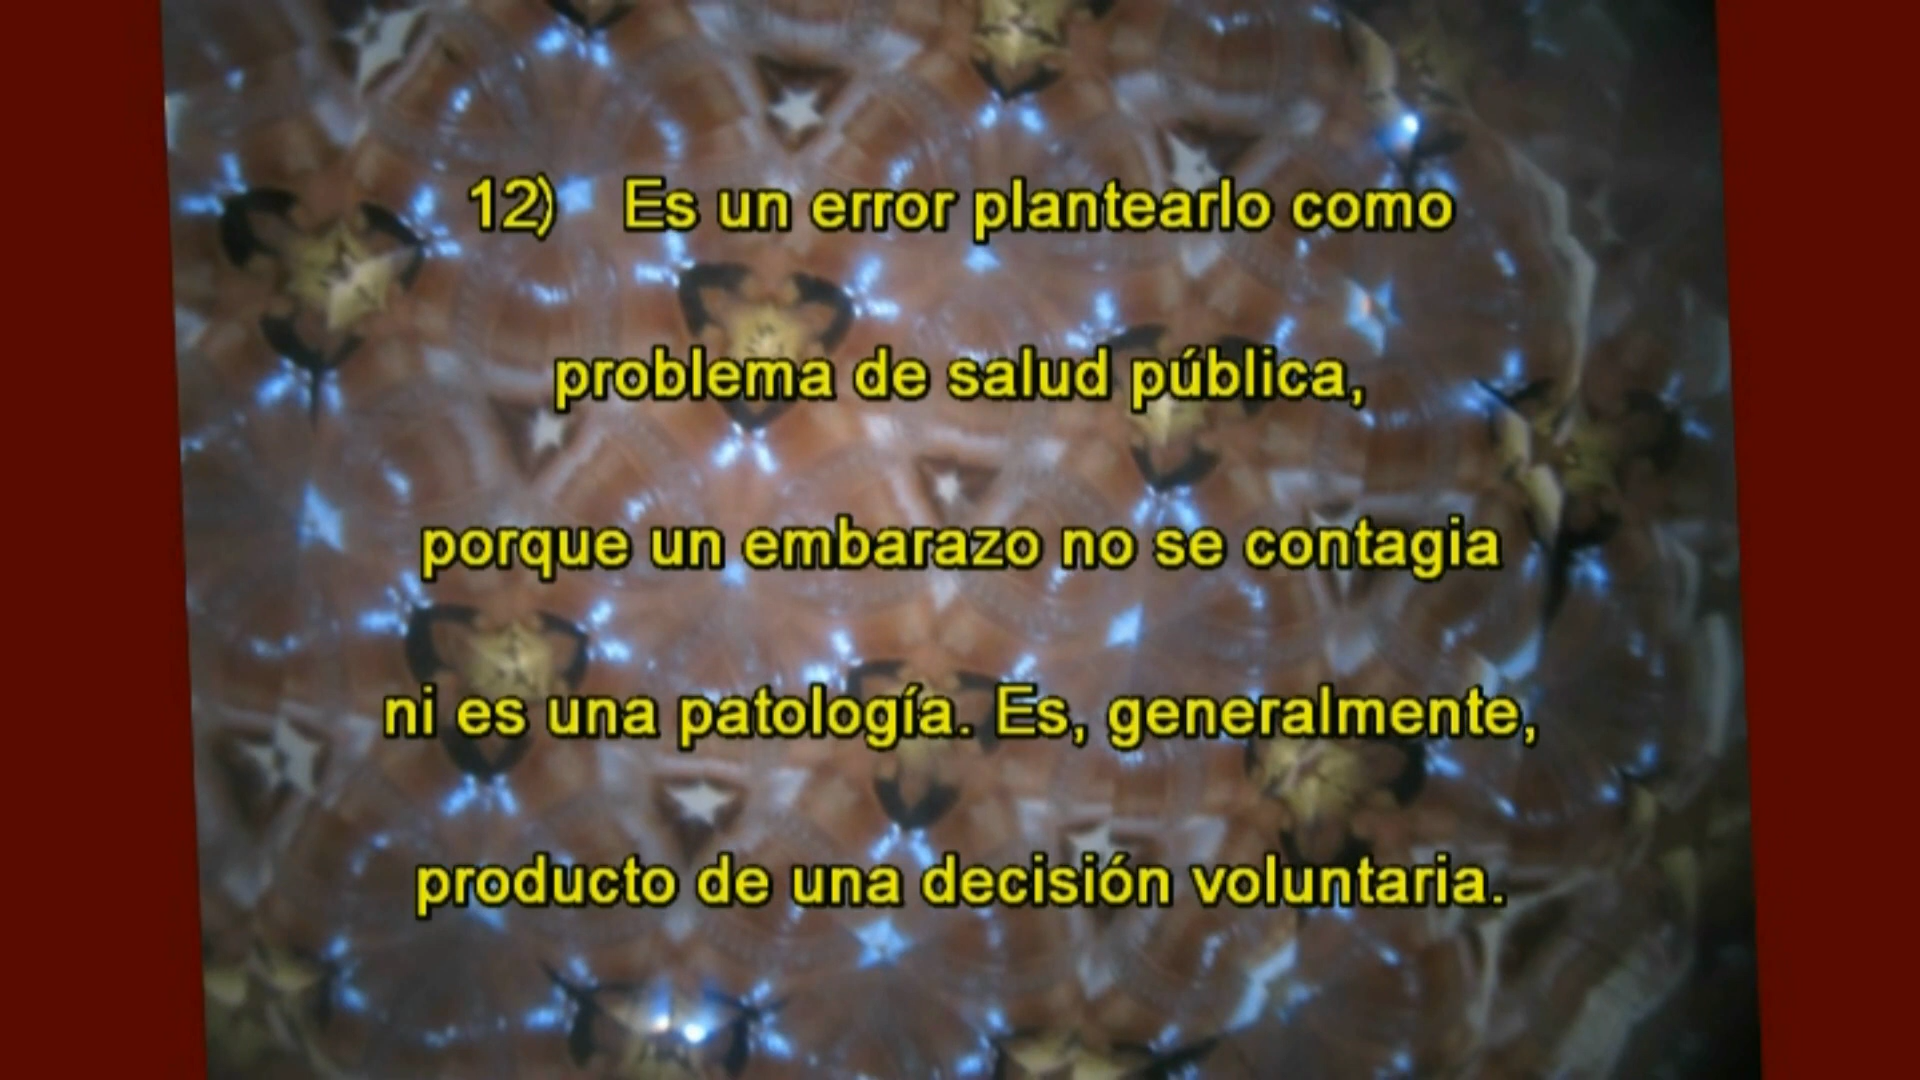 12) Es un error plantearlo como
problema de salud pública,
porque un embarazo no se contagia
ni es una patología. Es, generalmente,
producto de una decisión voluntaria.